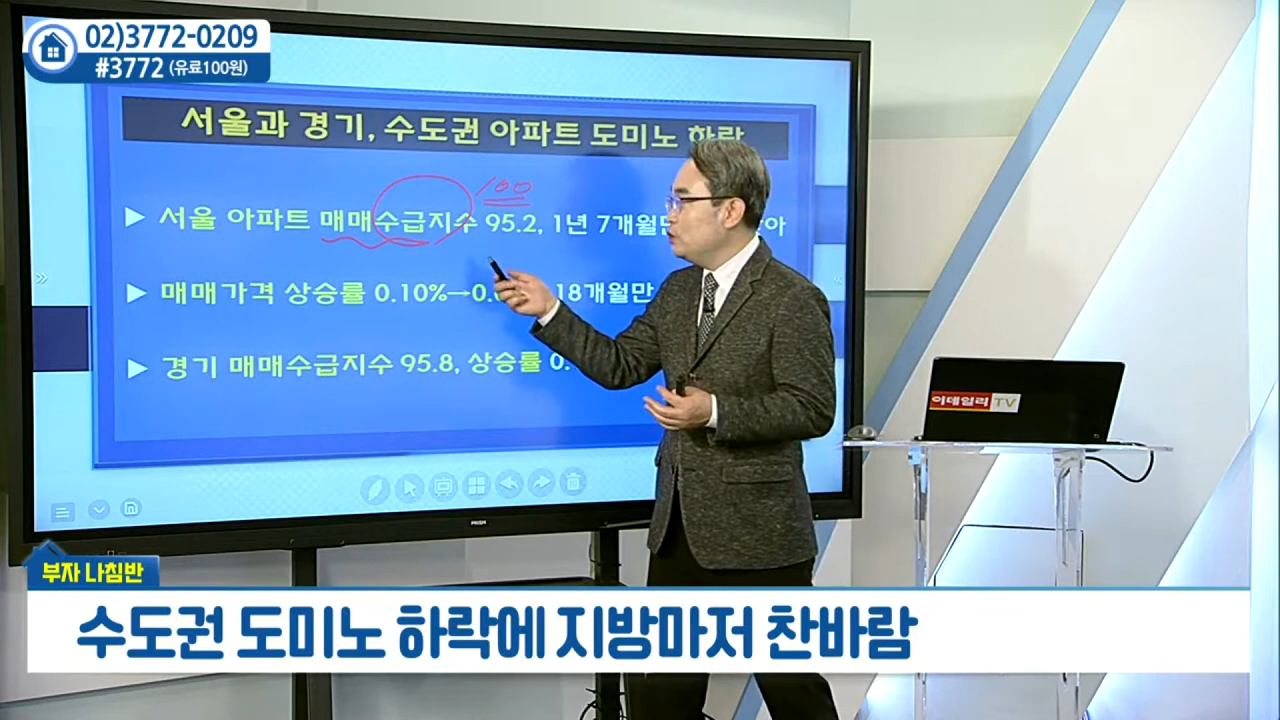 02)3772-0209
#3772 (유료100원)
서울과 경기, 수도권 아파트 도미노 하락
100
▶ 서울 아파트 매매수급지수 95.2, 1년 7개월만
▶ 매매가격 상승률 0.10%→0.0 18개월만
▶ 경기 매매수급지수 95.8, 상승률 0.
이데일리 TV
PRISM
부자 나침반
수도권 도미노 하락에 지방마저 찬바람